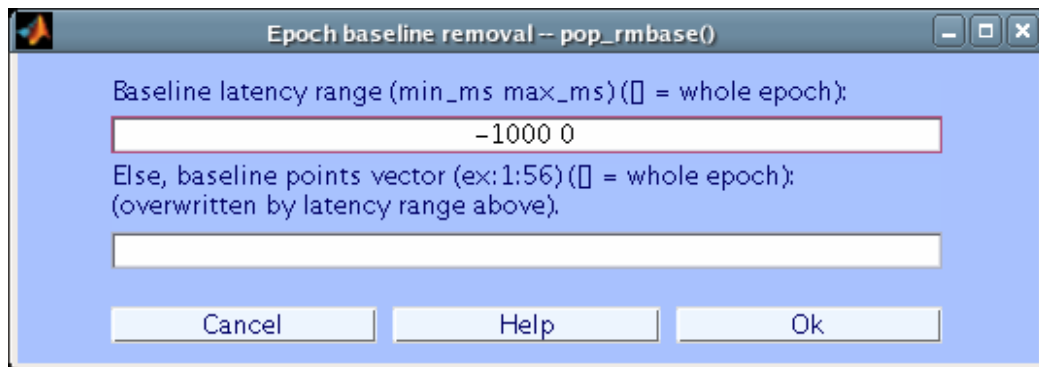 Epoch baseline removal -- pop_rmbase()
Baseline latency range (min_ms max_ms) ([] = whole epoch):
-1000 0
Else, baseline points vector (ex:1:56) ([] = whole epoch):
(overwritten by latency range above).
Cancel Help Ok